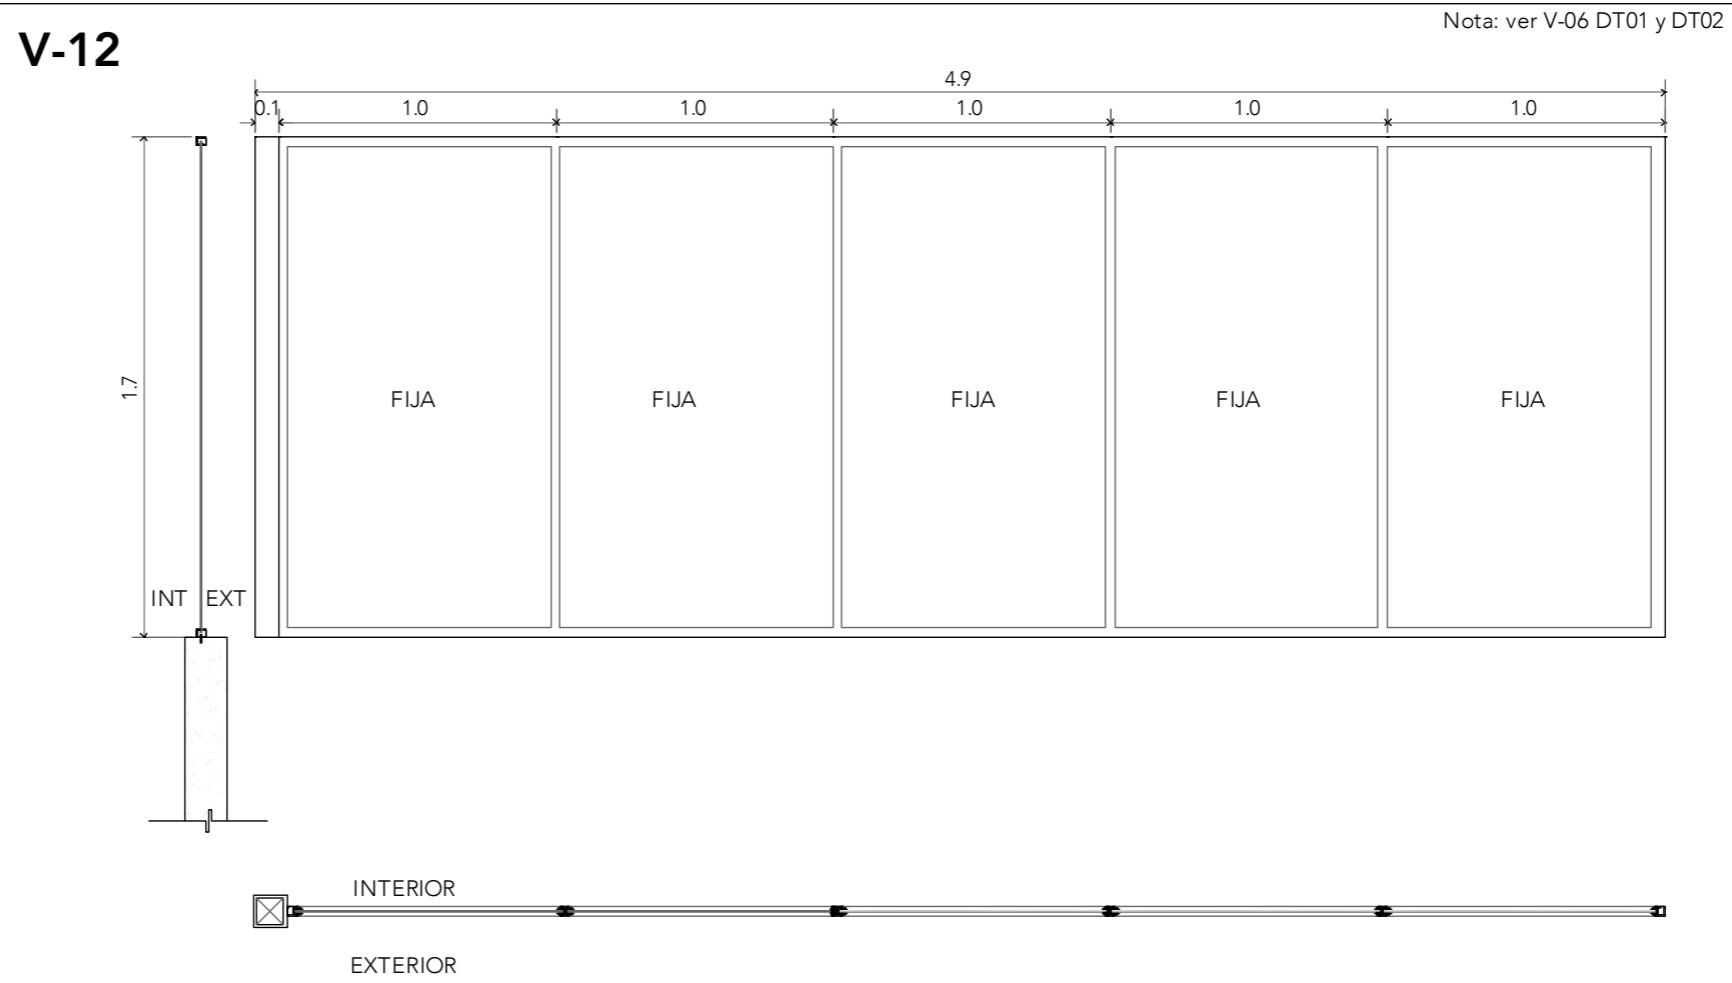 Nota: ver V-06 DT01 y DT02
V-12
4.9
0.1 1.0 1.0 1.0 1.0 1.0
1.7
FIJA FIJA FIJA FIJA FIJA
INT EXT
INTERIOR
EXTERIOR